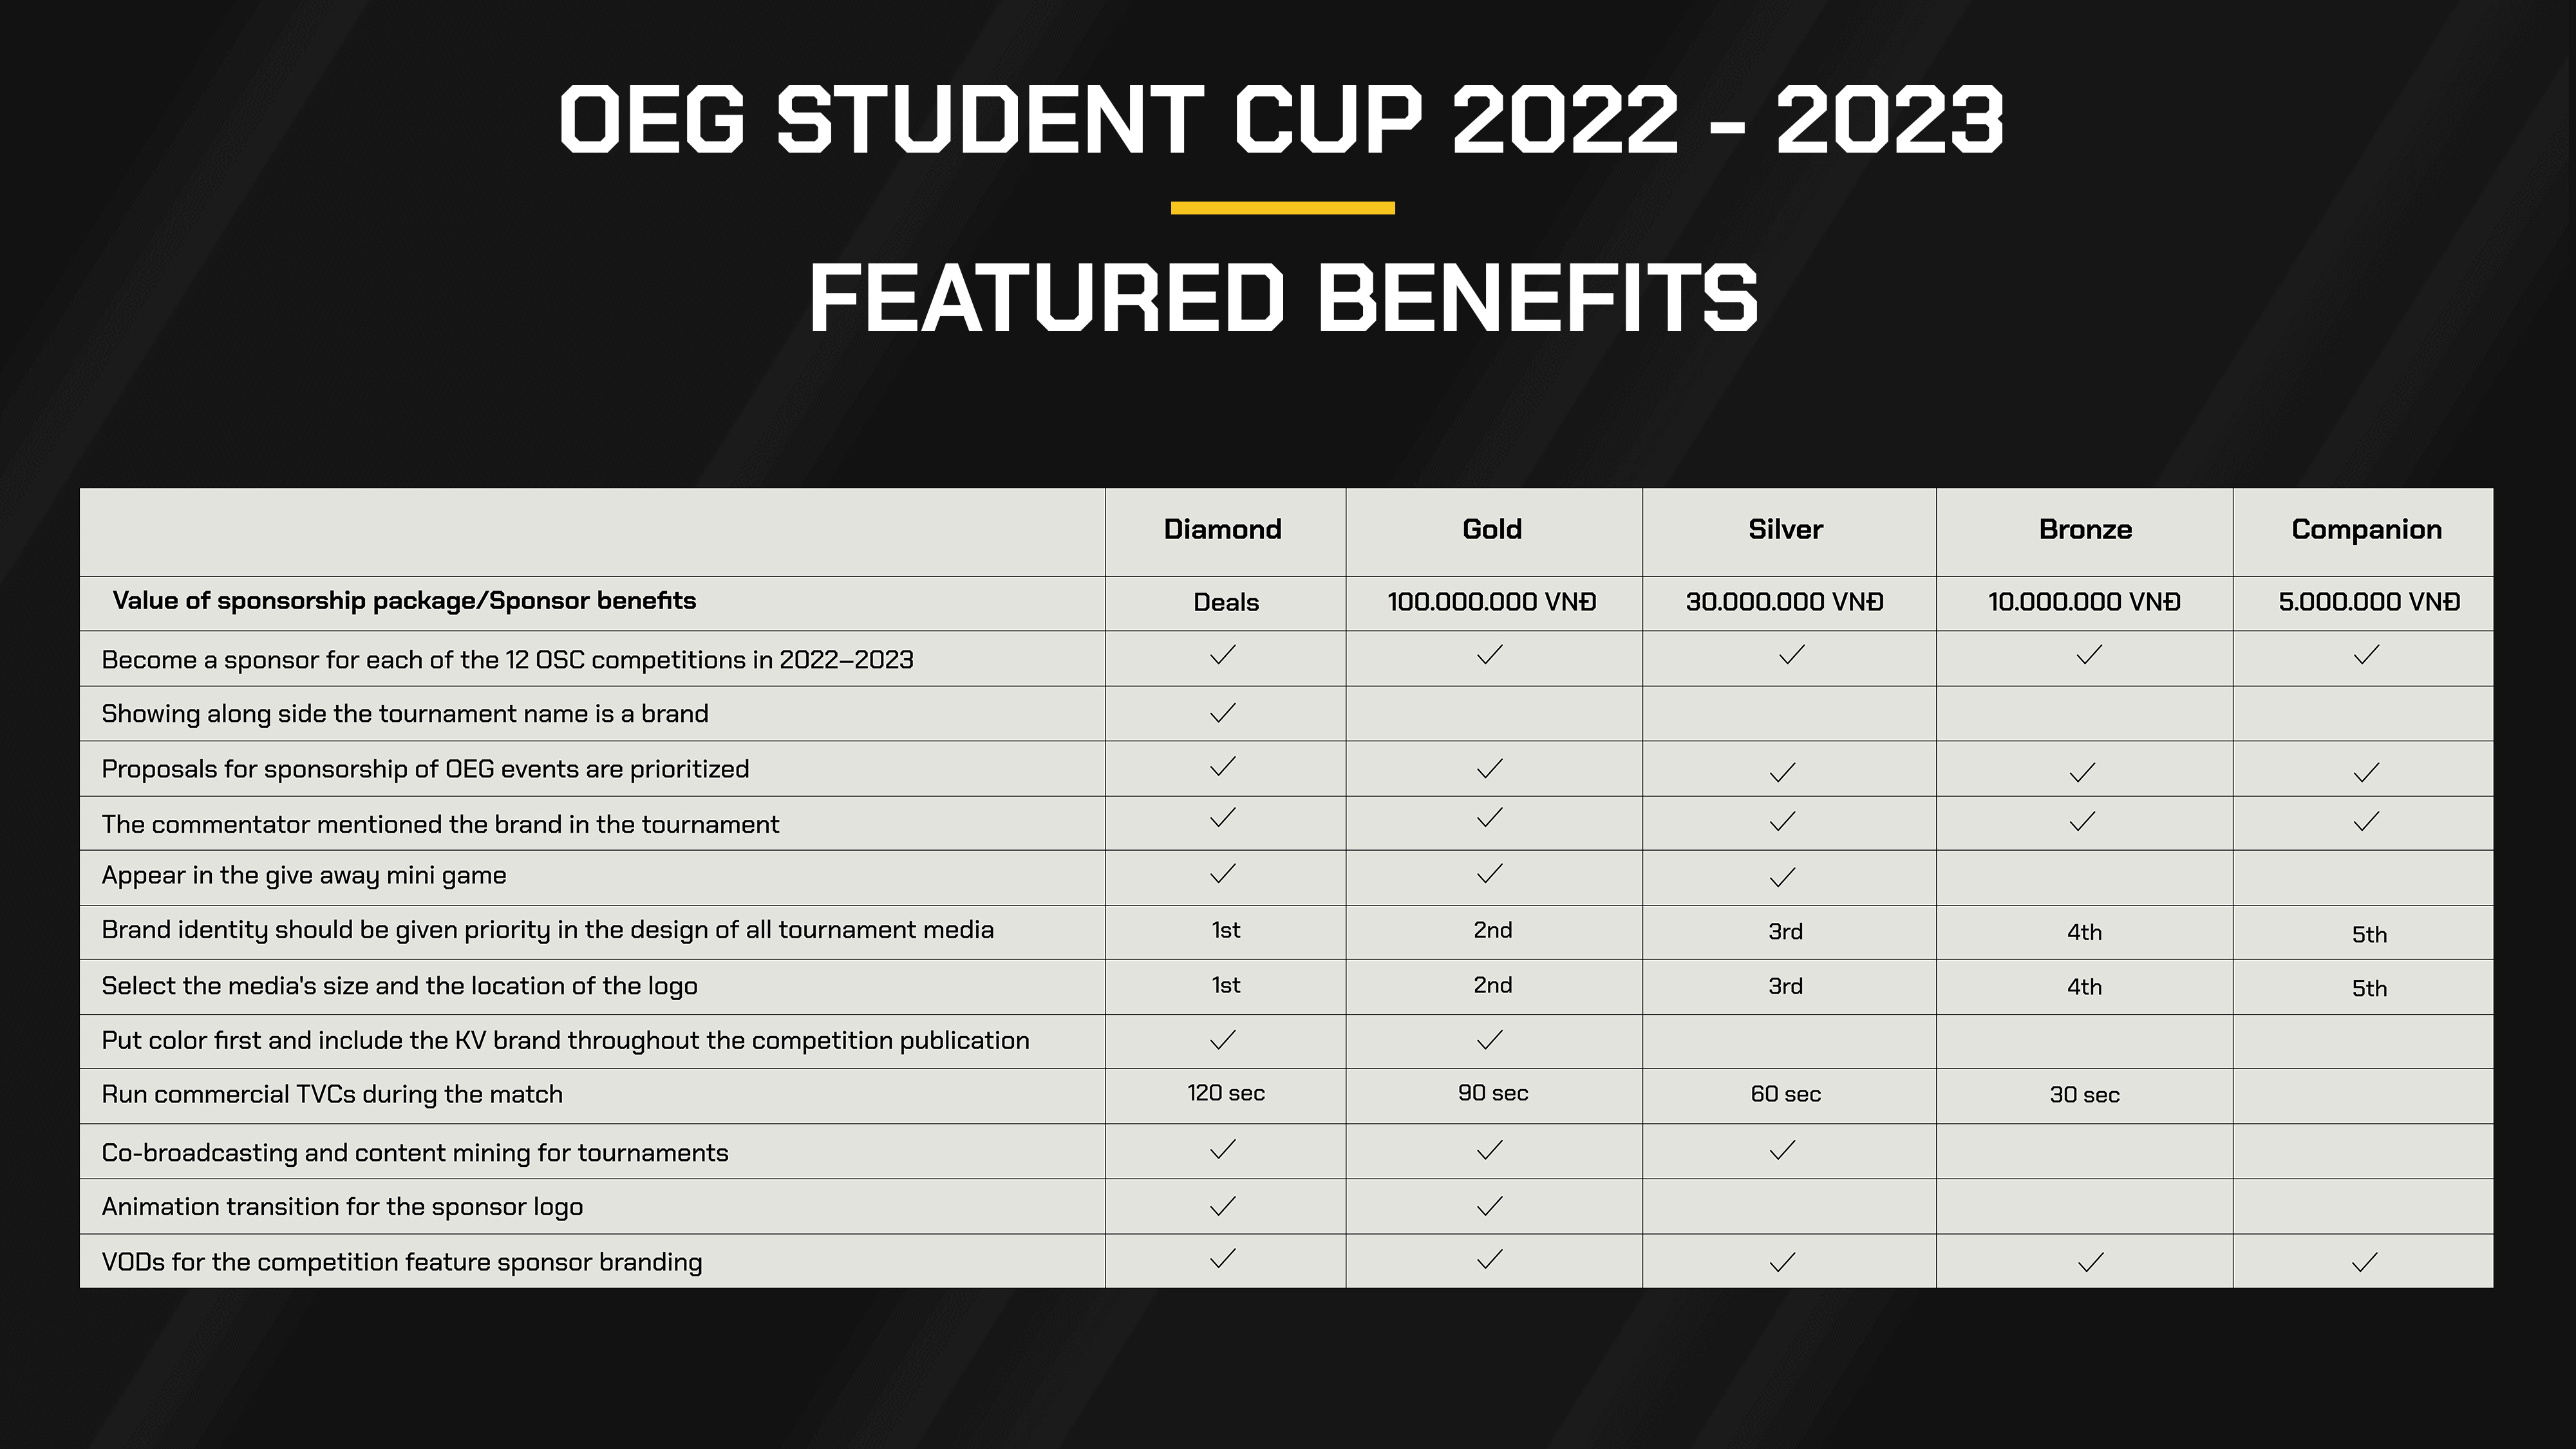 OEG STUDENT CUP 2022 - 2023
FEATURED BENEFITS
Diamond Gold Silver Bronze Companion
Value of sponsorship package/Sponsor benefits Deals 100.000.000 VNĐ 30.000.000 VNĐ 10.000.000 VNĐ 5.000.000 VNĐ
Become a sponsor for each of the 12 OSC competitions in 2022–2023 ✓ ✓ ✓ ✓ ✓
Showing along side the tournament name is a brand ✓
Proposals for sponsorship of OEG events are prioritized ✓ ✓ ✓ ✓ ✓
The commentator mentioned the brand in the tournament ✓ ✓ ✓ ✓ ✓
Appear in the give away mini game ✓ ✓ ✓
Brand identity should be given priority in the design of all tournament media 1st 2nd 3rd 4th 5th
Select the media's size and the location of the logo 1st 2nd 3rd 4th 5th
Put color first and include the KV brand throughout the competition publication ✓ ✓
Run commercial TVCs during the match 120 sec 90 sec 60 sec 30 sec
Co-broadcasting and content mining for tournaments ✓ ✓ ✓
Animation transition for the sponsor logo ✓ ✓
VODs for the competition feature sponsor branding ✓ ✓ ✓ ✓ ✓